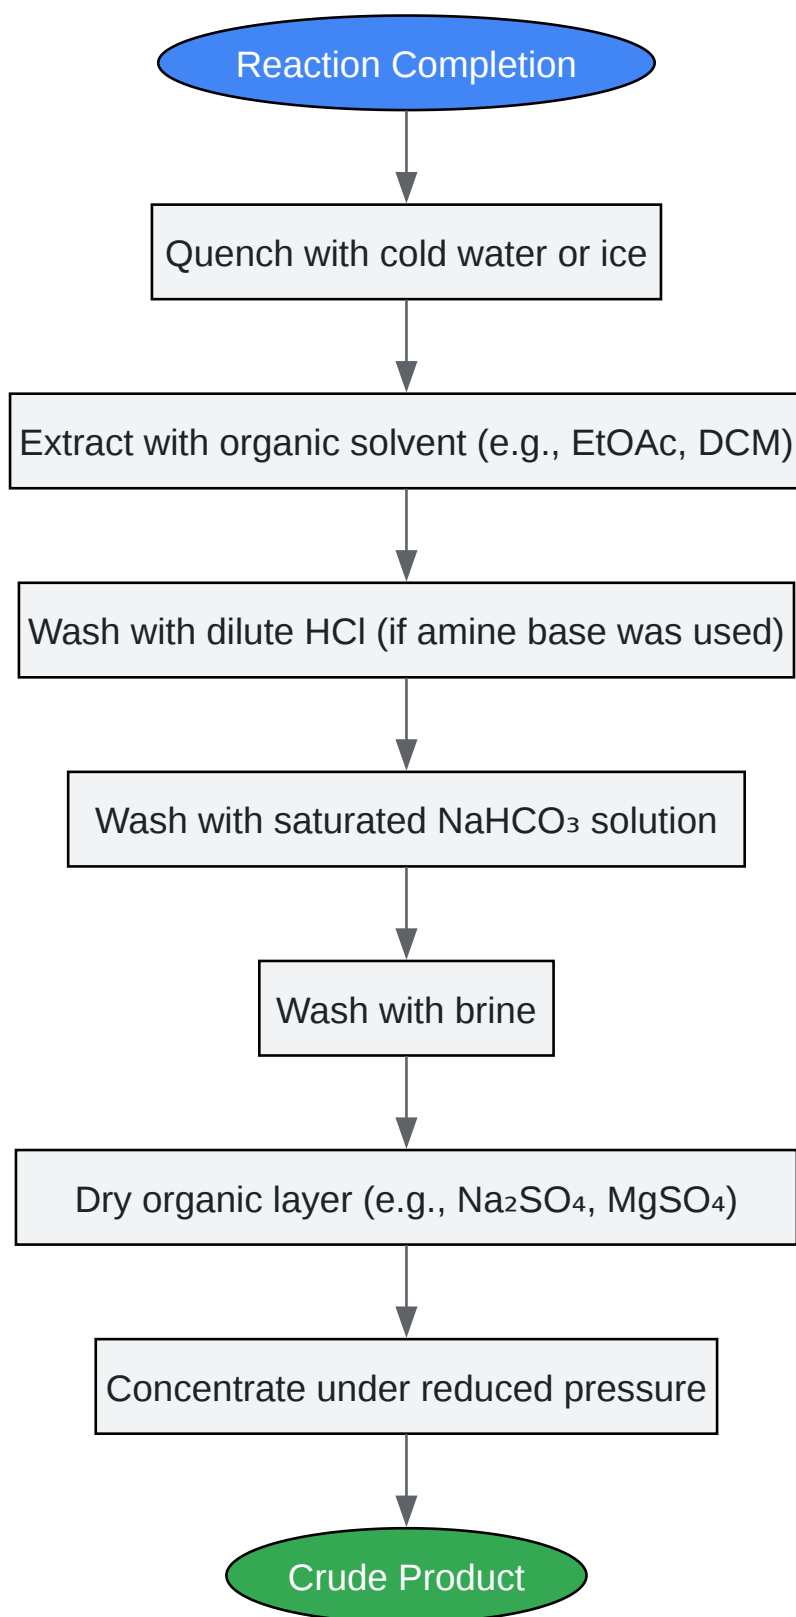 Reaction Completion
Quench with cold water or ice
Extract with organic solvent (e.g., EtOAc, DCM)
Wash with dilute HCl (if amine base was used)
Wash with saturated NaHCO₃ solution
Wash with brine
Dry organic layer (e.g., Na₂SO₄, MgSO₄)
Concentrate under reduced pressure
Crude Product